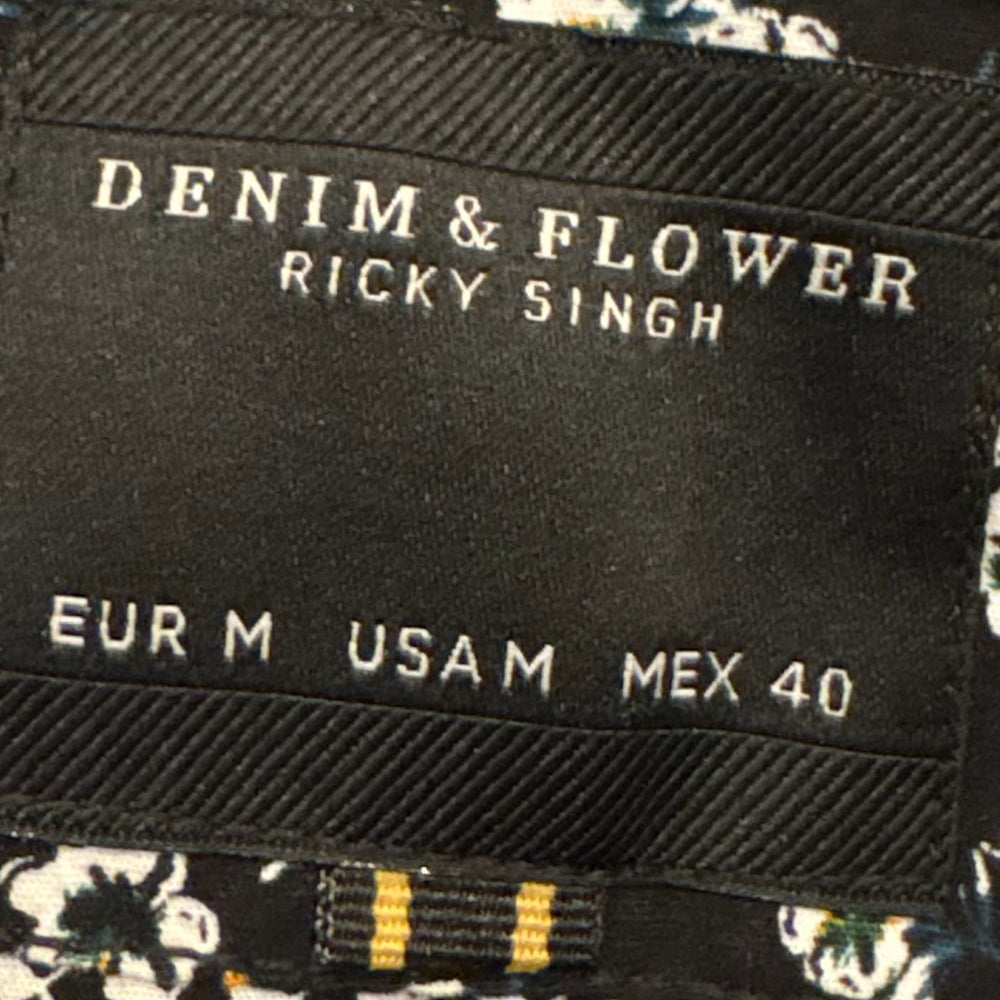 DENIM & FLOWER
RICKY SINGH
EUR M USA M MEX 40